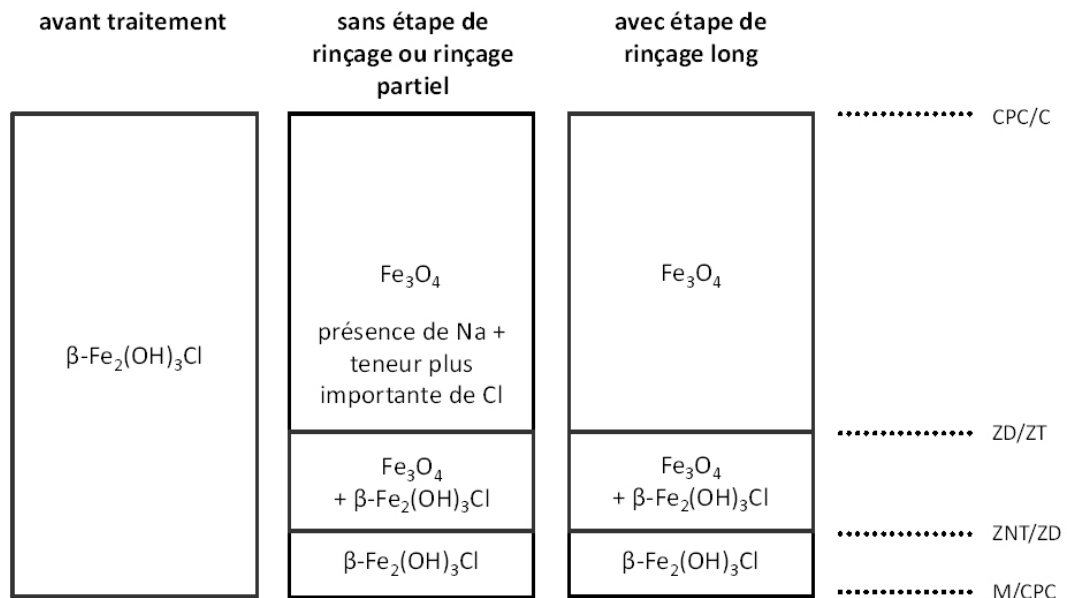 avant traitement
sans étape de
rinçage ou rinçage
partiel
avec étape de
rinçage long
β-Fe₂(OH)₃Cl
Fe₃O₄
présence de Na +
teneur plus
importante de Cl
Fe₃O₄
+ β-Fe₂(OH)₃Cl
β-Fe₂(OH)₃Cl
Fe₃O₄
Fe₃O₄
+ β-Fe₂(OH)₃Cl
β-Fe₂(OH)₃Cl
CPC/C
ZD/ZT
ZNT/ZD
M/CPC